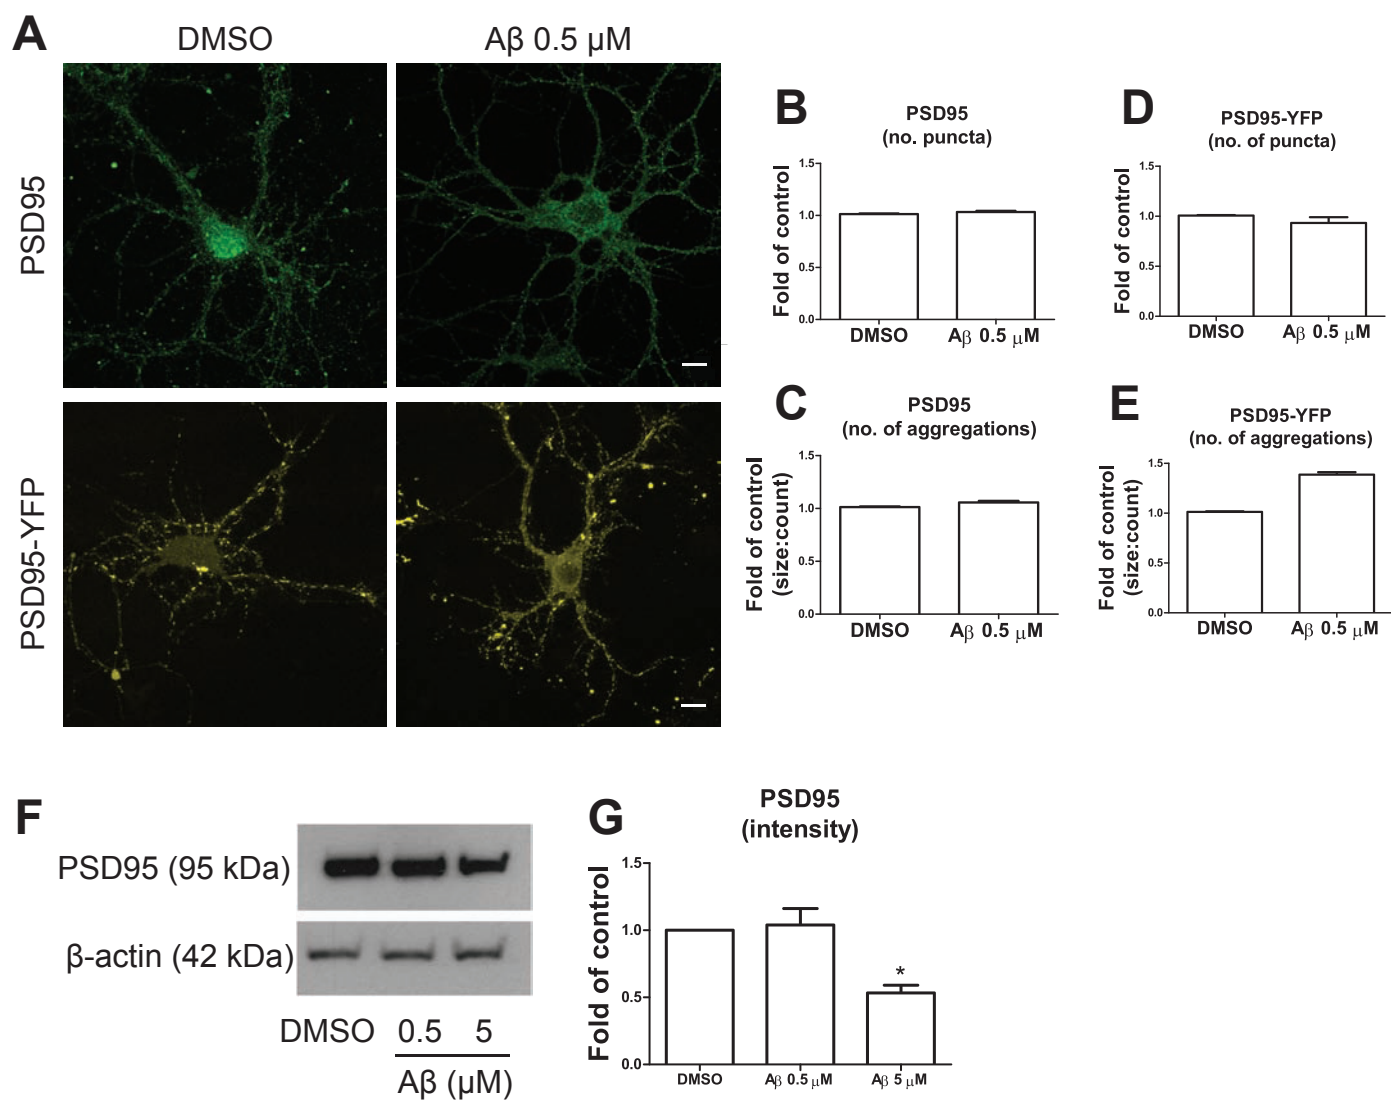 A
DMSO
Aβ 0.5 µM
PSD95
PSD95-YFP
B
PSD95
(no. puncta)
Fold of control
1.5
1.0
0.5
0.0
DMSO
Aβ 0.5 µM
D
PSD95-YFP
(no. of puncta)
Fold of control
1.5
1.0
0.5
1.0
DMSO
Aβ 0.5 µM
C
PSD95
(no. of aggregations)
Fold of control
(size:count)
1.5
1.0
0.5
0.0
DMSO
Aβ 0.5 µM
E
PSD95-YFP
(no. of aggregations)
Fold of control
(size:count)
1.5
1.0
0.5
0.0
DMSO
Aβ 0.5 µM
F
PSD95 (95 kDa)
β-actin (42 kDa)
DMSO 0.5 5
Aβ (µM)
G
PSD95
(intensity)
Fold of control
1.5
1.0
0.5
0.0
*
DMSO
Aβ 0.5 µM
Aβ 5 µM